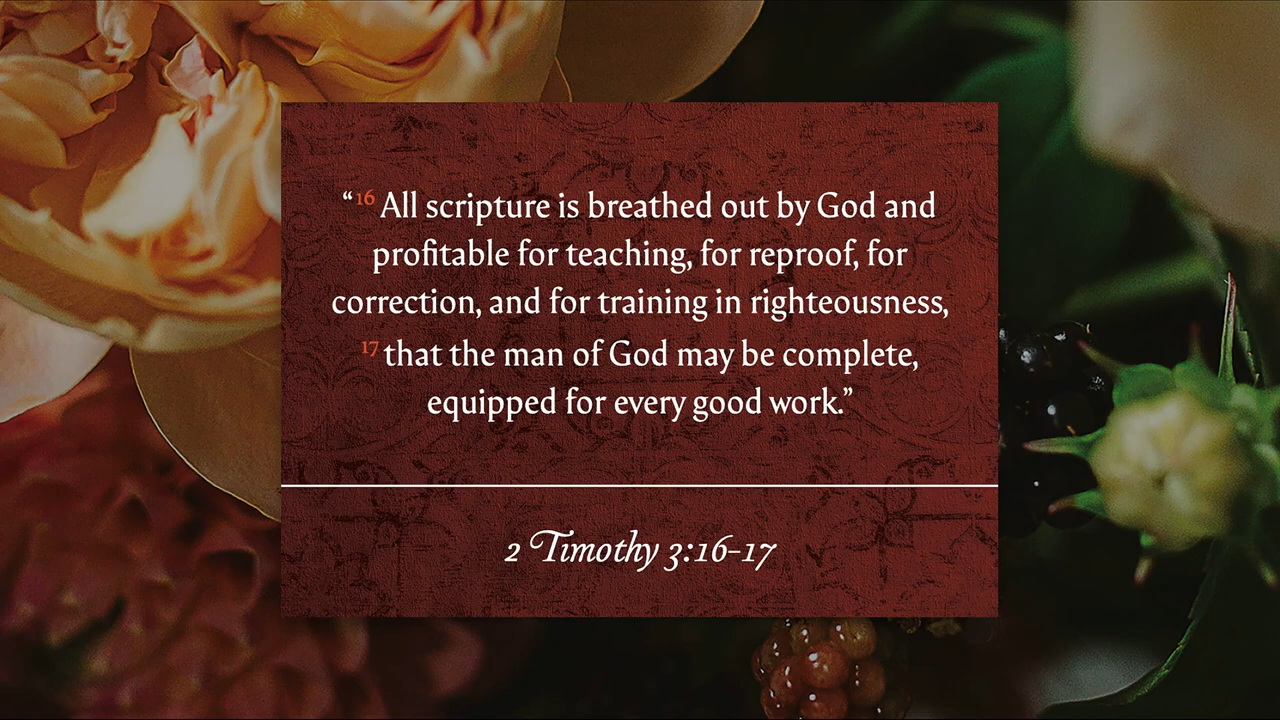 “16 All scripture is breathed out by God and
profitable for teaching, for reproof, for
correction, and for training in righteousness,
17 that the man of God may be complete,
equipped for every good work.”
2 Timothy 3:16–17